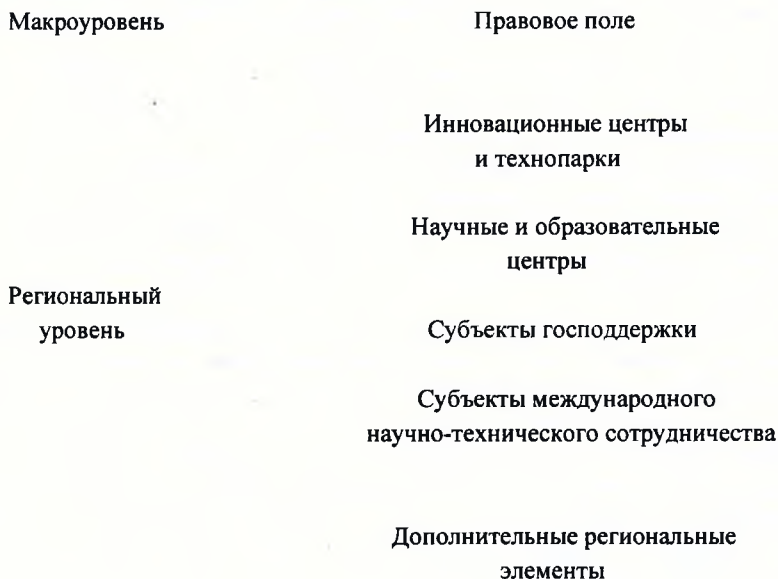 Макроуровень
Правовое поле
Инновационные центры
и технопарки
Научные и образовательные
центры
Региональный
уровень
Субъекты господдержки
Субъекты международного
научно-технического сотрудничества
Дополнительные региональные
элементы